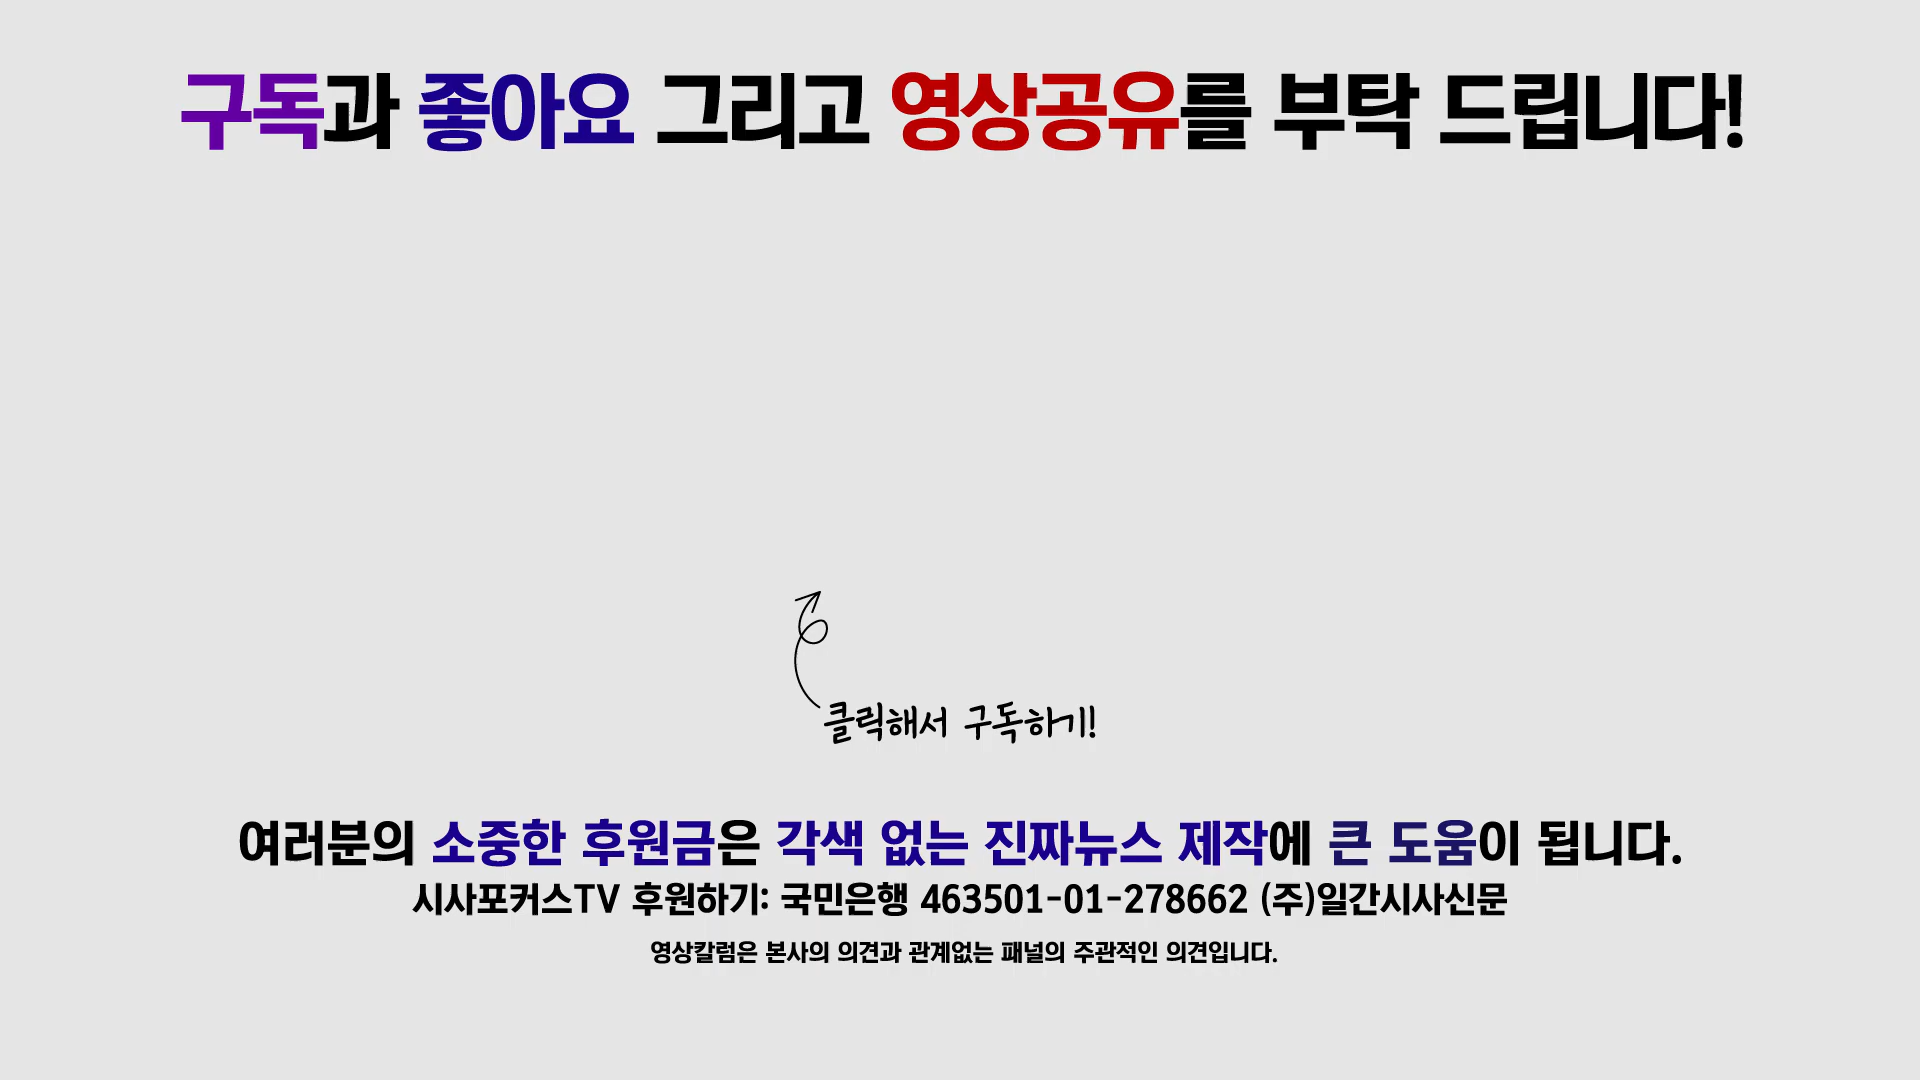 구독과 좋아요 그리고 영상공유를 부탁 드립니다!
클릭해서 구독하기!
여러분의 소중한 후원금은 각색 없는 진짜뉴스 제작에 큰 도움이 됩니다.
시사포커스TV 후원하기: 국민은행 463501-01-278662 (주)일간시사신문
영상칼럼은 본사의 의견과 관계없는 패널의 주관적인 의견입니다.